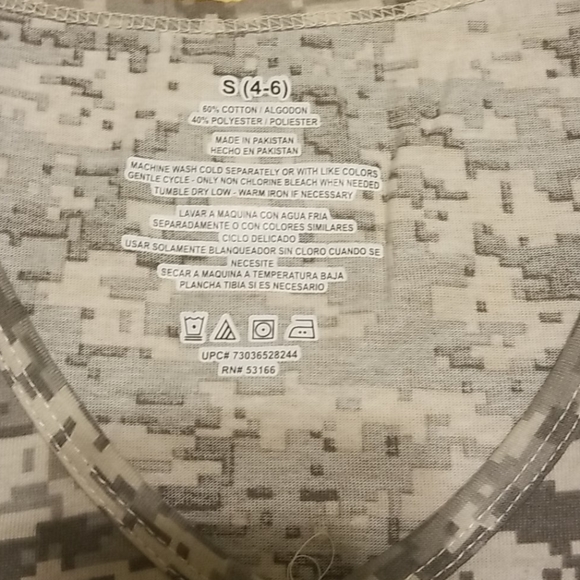 S (4-6)
60% COTTON / ALGODON
40% POLYESTER / POLIESTER
MADE IN PAKISTAN
HECHO EN PAKISTAN
MACHINE WASH COLD SEPARATELY OR WITH LIKE COLORS
GENTLE CYCLE - ONLY NON CHLORINE BLEACH WHEN NEEDED
TUMBLE DRY LOW - WARM IRON IF NECESSARY
LAVAR A MAQUINA CON AGUA FRIA
SEPARADAMENTE O CON COLORES SIMILARES
CICLO DELICADO
USAR SOLAMENTE BLANQUEADOR SIN CLORO CUANDO SE
NECESITE
SECAR A MAQUINA A TEMPERATURA BAJA
PLANCHA TIBIA SI ES NECESARIO
UPC# 73036528244
RN# 53166